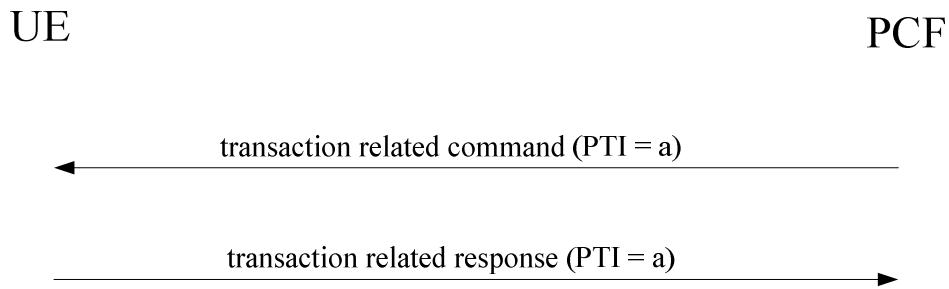 UE
PCF
transaction related command (PTI = a)
transaction related response (PTI = a)